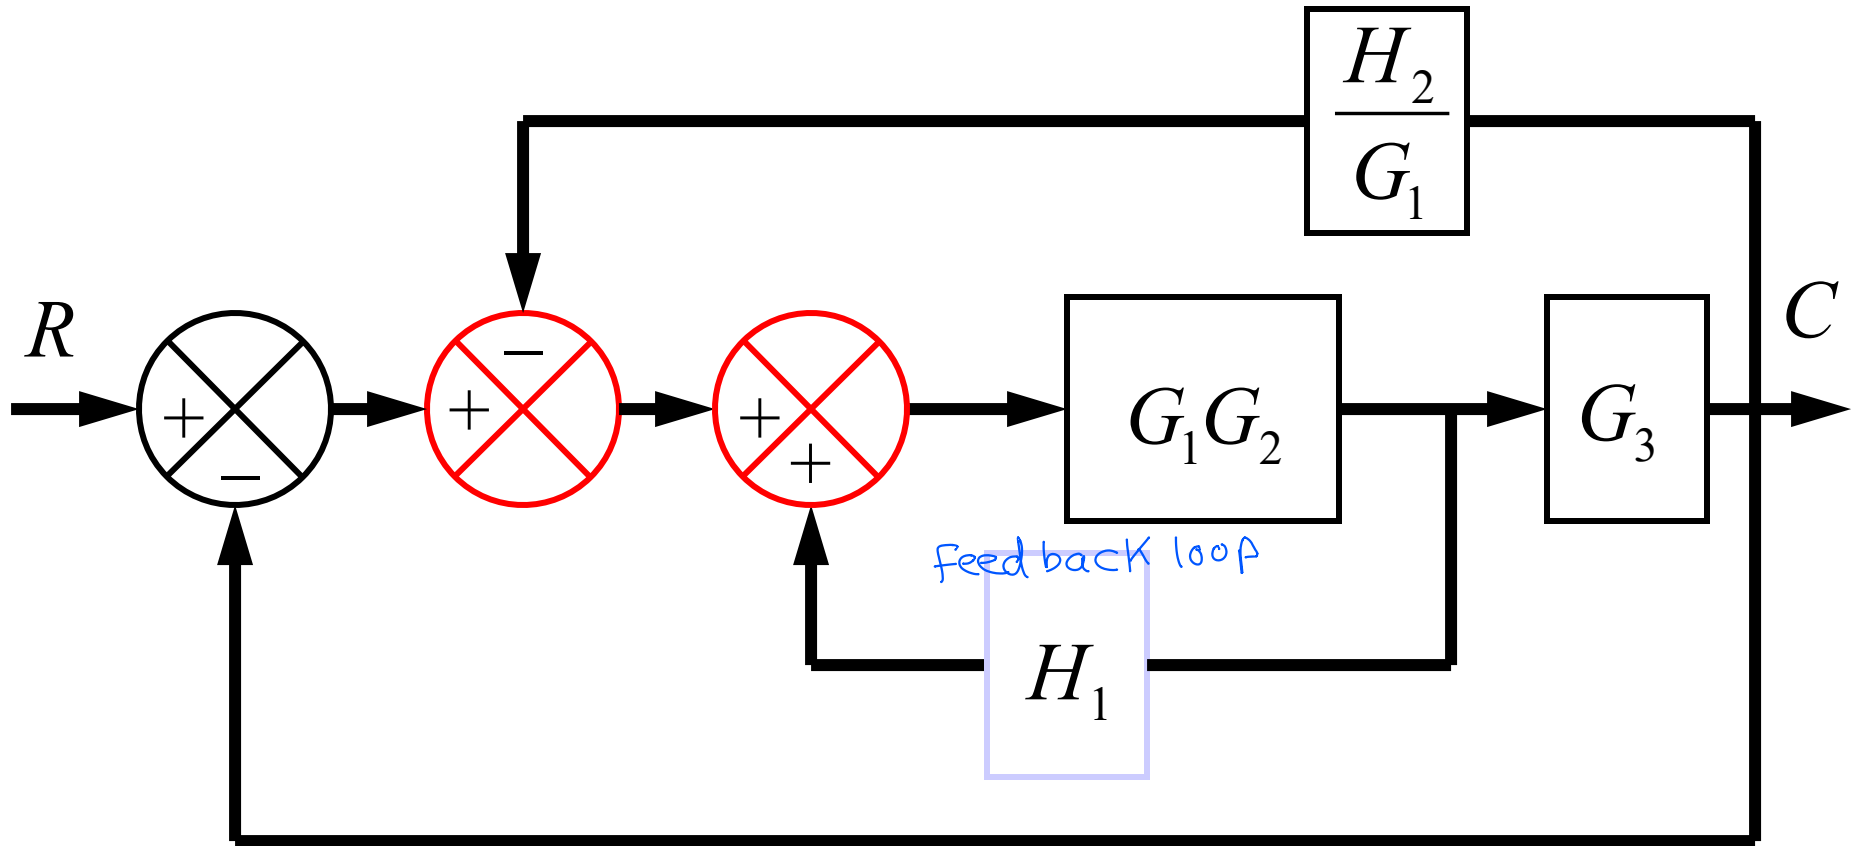 H₂
G₁
R
C
−
+
−
+
+
+
G₁G₂
G₃
Feedback loop
H₁